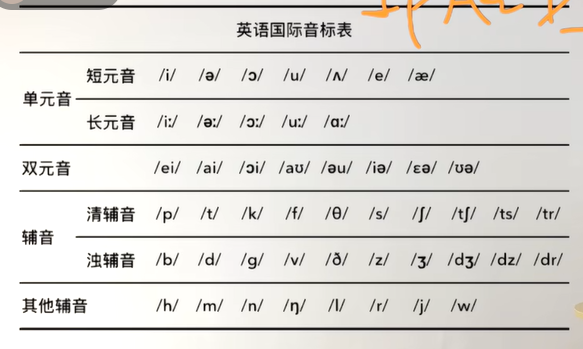 英语国际音标表
单元音
短元音 /i/ /ə/ /ɔ/ /u/ /ʌ/ /e/ /æ/
长元音 /i:/ /ə:/ /ɔ:/ /u:/ /ɑ:/
双元音 /ei/ /ai/ /ɔi/ /aʊ/ /əu/ /iə/ /ɛə/ /ʊə/
辅音
清辅音 /p/ /t/ /k/ /f/ /θ/ /s/ /ʃ/ /tʃ/ /ts/ /tr/
浊辅音 /b/ /d/ /g/ /v/ /ð/ /z/ /ʒ/ /dʒ/ /dz/ /dr/
其他辅音 /h/ /m/ /n/ /ŋ/ /l/ /r/ /j/ /w/